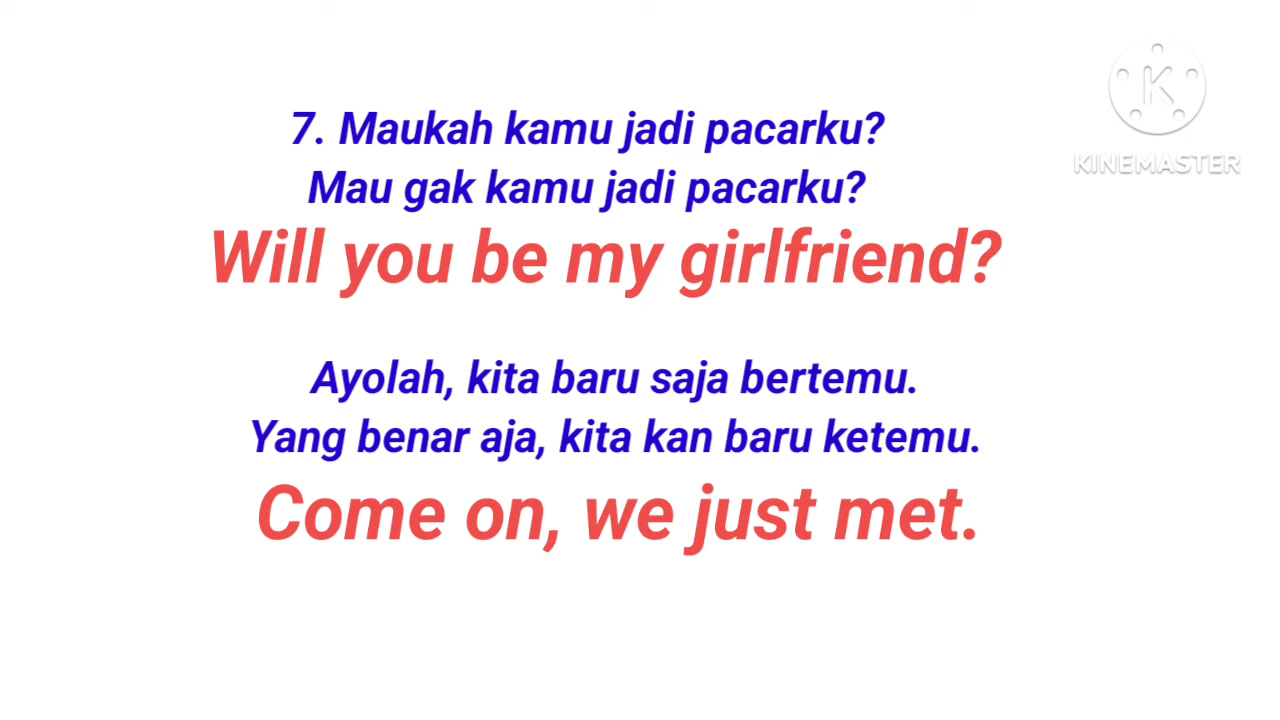 7. Maukah kamu jadi pacarku?
Mau gak kamu jadi pacarku?
Will you be my girlfriend?
Ayolah, kita baru saja bertemu.
Yang benar aja, kita kan baru ketemu.
Come on, we just met.
K
KINEMASTER